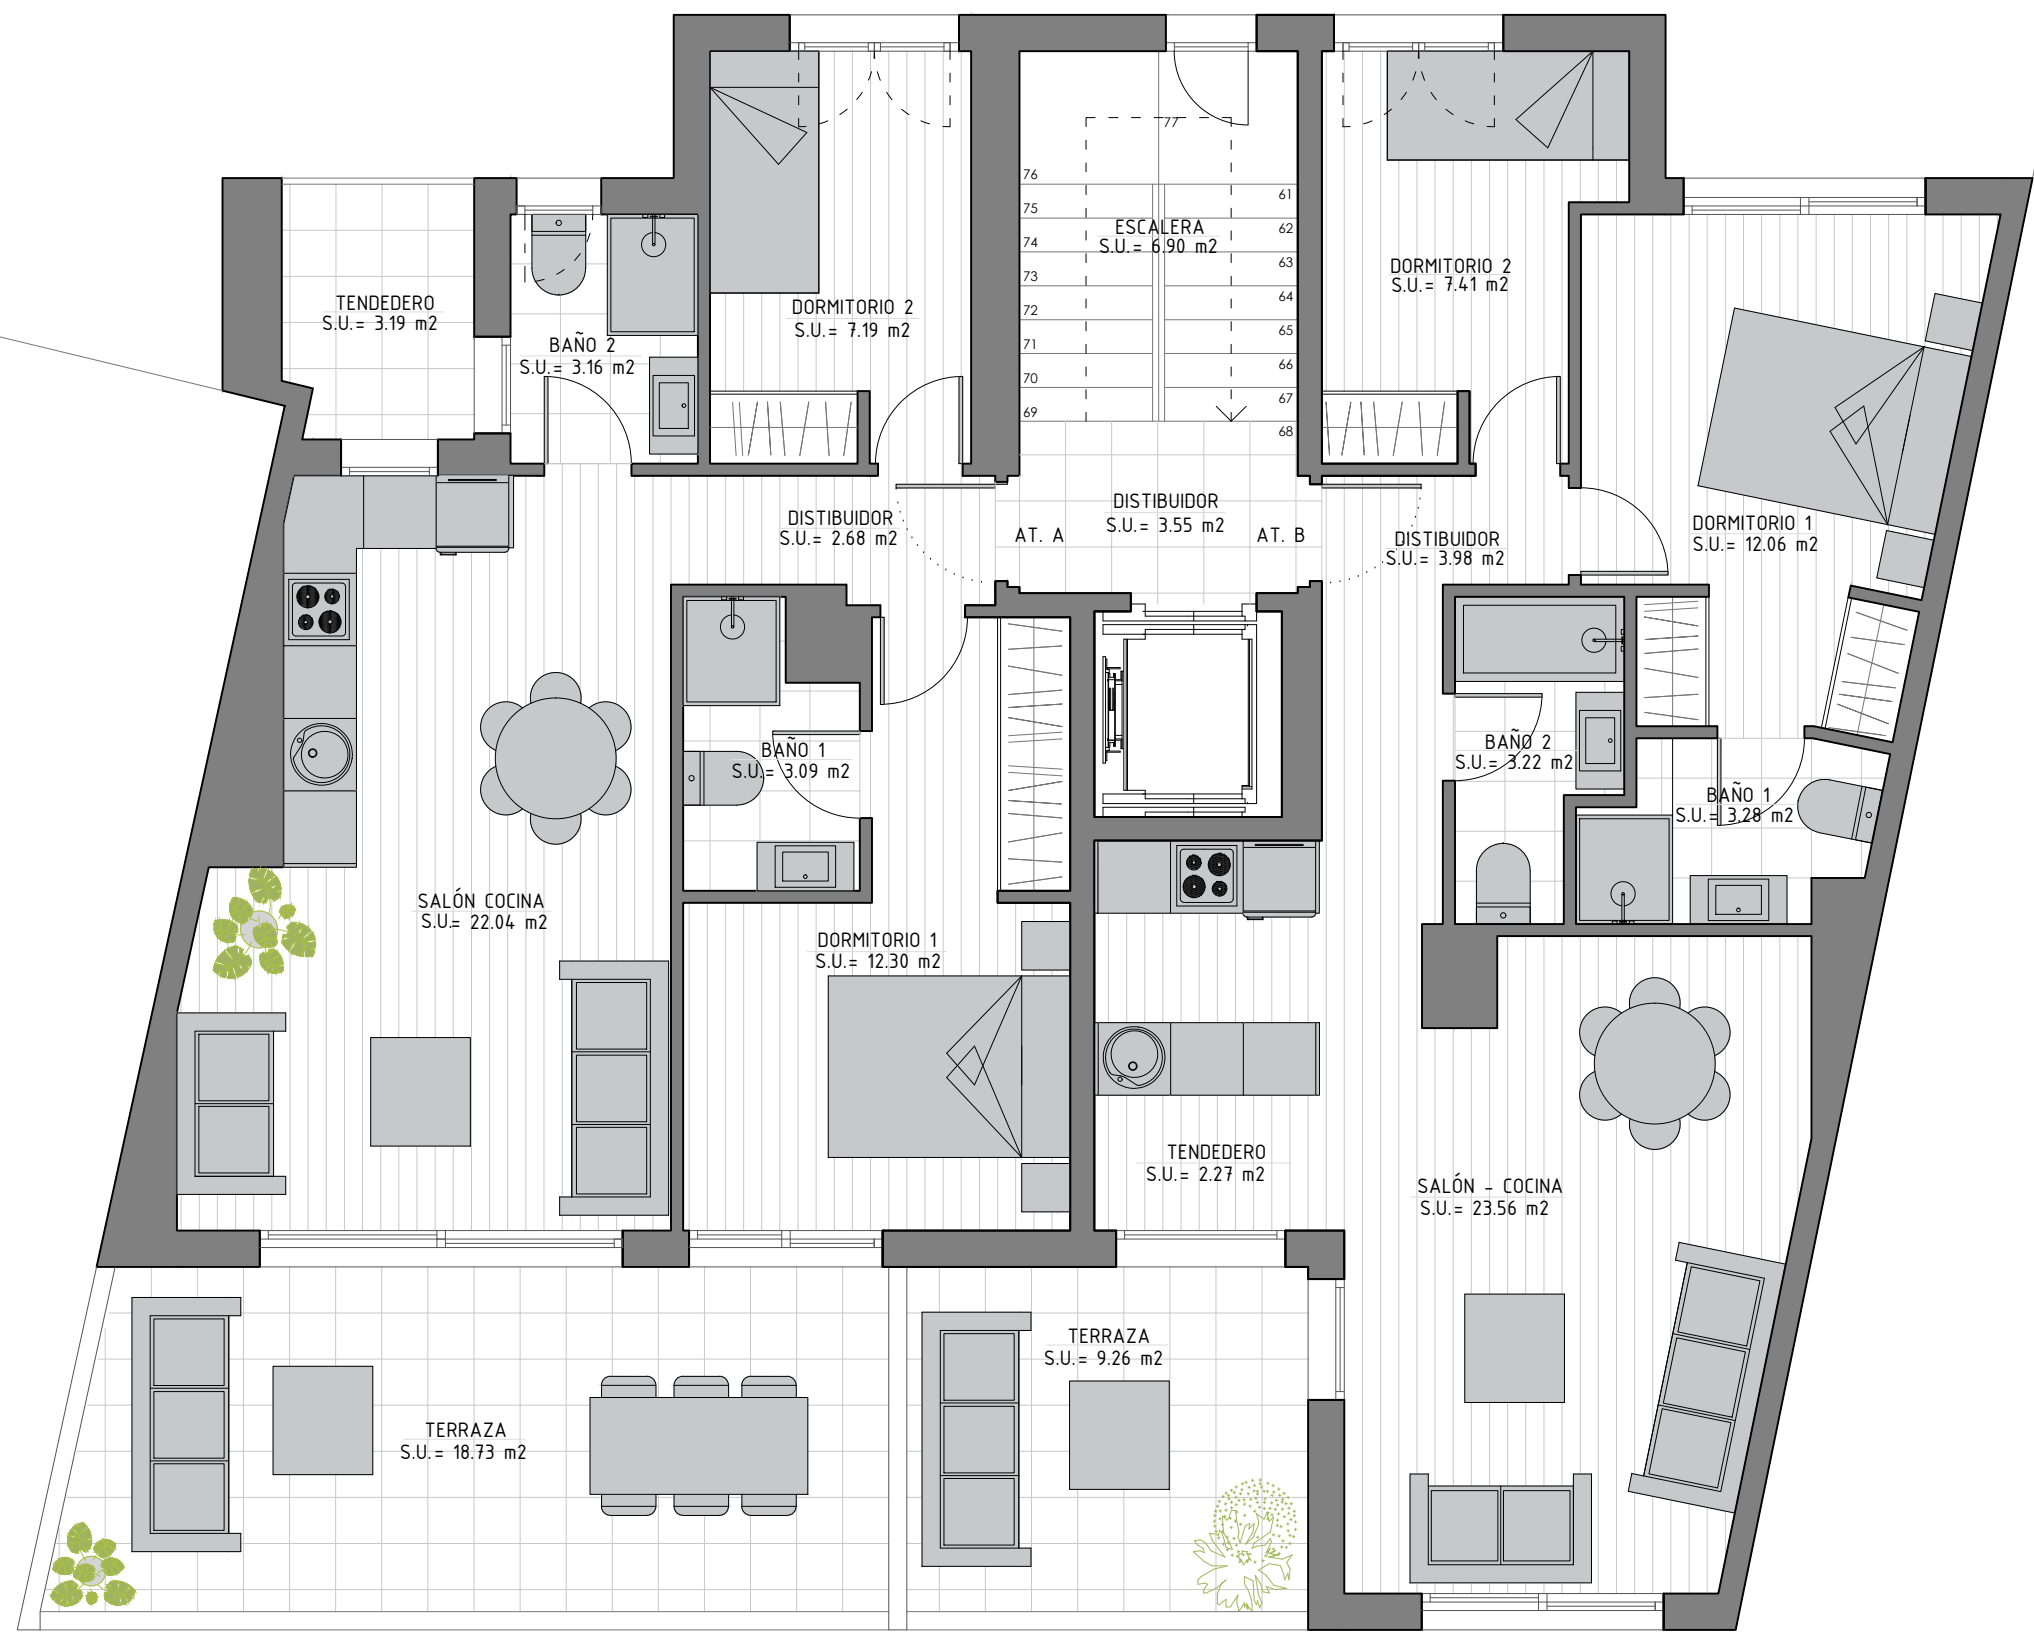 77
76
75
74
73
72
71
70
69
61
62
63
64
65
66
67
68
ESCALERA
S.U.= 6.90 m2
DORMITORIO 2
S.U.= 7.41 m2
TENDEDERO
S.U.= 3.19 m2
DORMITORIO 2
S.U.= 7.19 m2
BAÑO 2
S.U.= 3.16 m2
DISTIBUIDOR
S.U.= 2.68 m2
DISTIBUIDOR
S.U.= 3.55 m2
AT. A
AT. B
DISTIBUIDOR
S.U.= 3.98 m2
DORMITORIO 1
S.U.= 12.06 m2
BAÑO 1
S.U.= 3.09 m2
BAÑO 2
S.U.= 3.22 m2
BAÑO 1
S.U.= 3.28 m2
SALÓN COCINA
S.U.= 22.04 m2
DORMITORIO 1
S.U.= 12.30 m2
TENDEDERO
S.U.= 2.27 m2
SALÓN - COCINA
S.U.= 23.56 m2
TERRAZA
S.U.= 9.26 m2
TERRAZA
S.U.= 18.73 m2